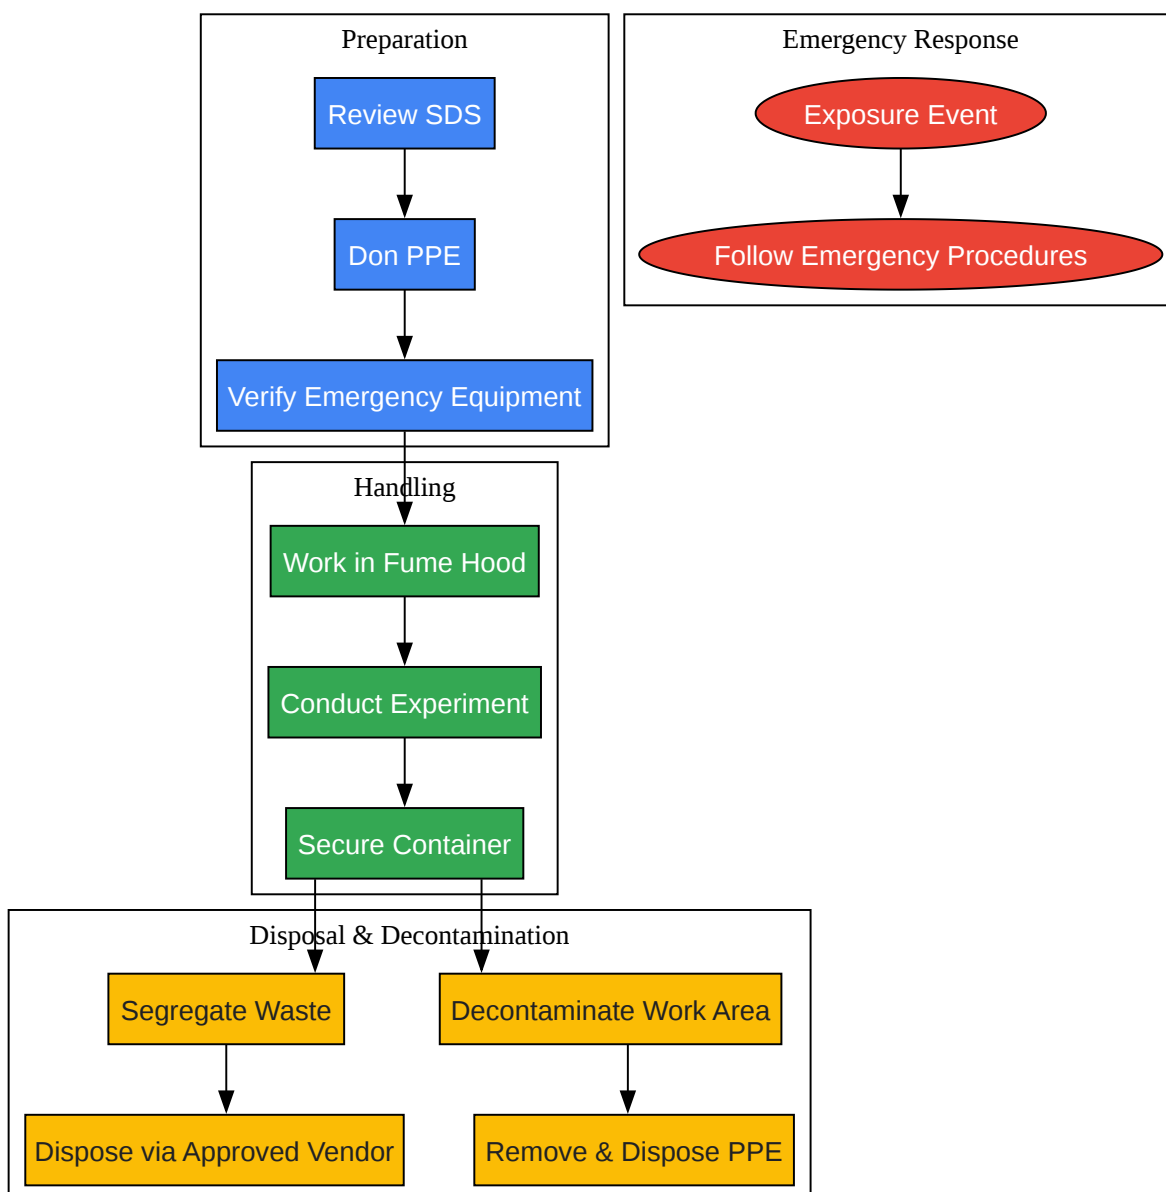 Preparation
Review SDS
Don PPE
Verify Emergency Equipment
Emergency Response
Exposure Event
Follow Emergency Procedures
Handling
Work in Fume Hood
Conduct Experiment
Secure Container
Disposal & Decontamination
Segregate Waste
Decontaminate Work Area
Dispose via Approved Vendor
Remove & Dispose PPE